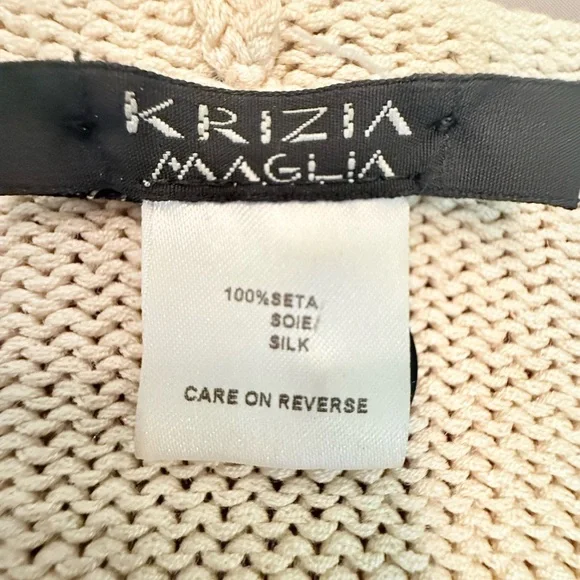 KRIZIA
MAGLIA
100%SETA/
SOIE/
SILK
CARE ON REVERSE